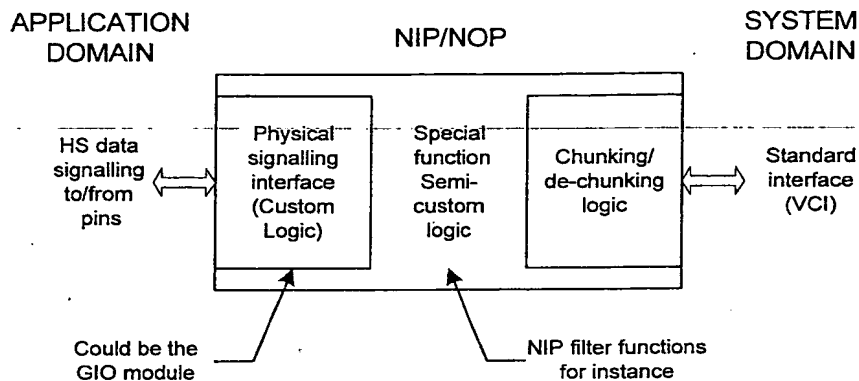 APPLICATION
DOMAIN
NIP/NOP
SYSTEM
DOMAIN
HS data
signalling
to/from
pins
Physical
signalling
interface
(Custom
Logic)
Special
function
Semi-
custom
logic
Chunking/
de-chunking
logic
Standard
interface
(VCI)
Could be the
GIO module
NIP filter functions
for instance